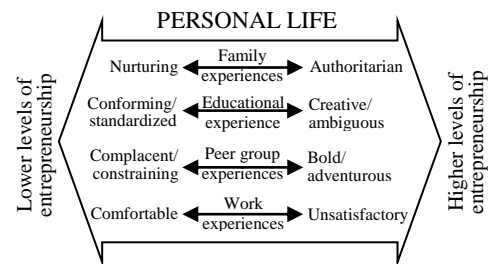 PERSONAL LIFE
Lower levels of
entrepreneurship
Nurturing
Family
experiences
Authoritarian
Conforming/
standardized
Educational
experience
Creative/
ambiguous
Complacent/
constraining
Peer group
experiences
Bold/
adventurous
Comfortable
Work
experiences
Unsatisfactory
Higher levels of
entrepreneurship